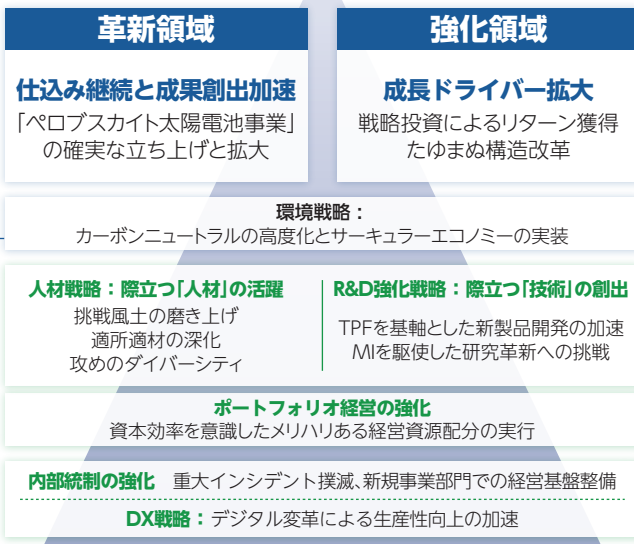 革新領域
仕込み継続と成果創出加速
「ペロブスカイト太陽電池事業」
の確実な立ち上げと拡大
強化領域
成長ドライバー拡大
戦略投資によるリターン獲得
たゆまぬ構造改革
環境戦略：
カーボンニュートラルの高度化とサーキュラーエコノミーの実装
人材戦略：際立つ「人材」の活躍
挑戦風土の磨き上げ
適所適材の深化
攻めのダイバーシティ
R&D強化戦略：際立つ「技術」の創出
TPFを基軸とした新製品開発の加速
MIを駆使した研究革新への挑戦
ポートフォリオ経営の強化
資本効率を意識したメリハリある経営資源配分の実行
内部統制の強化 重大インシデント撲滅、新規事業部門での経営基盤整備
DX戦略：デジタル変革による生産性向上の加速